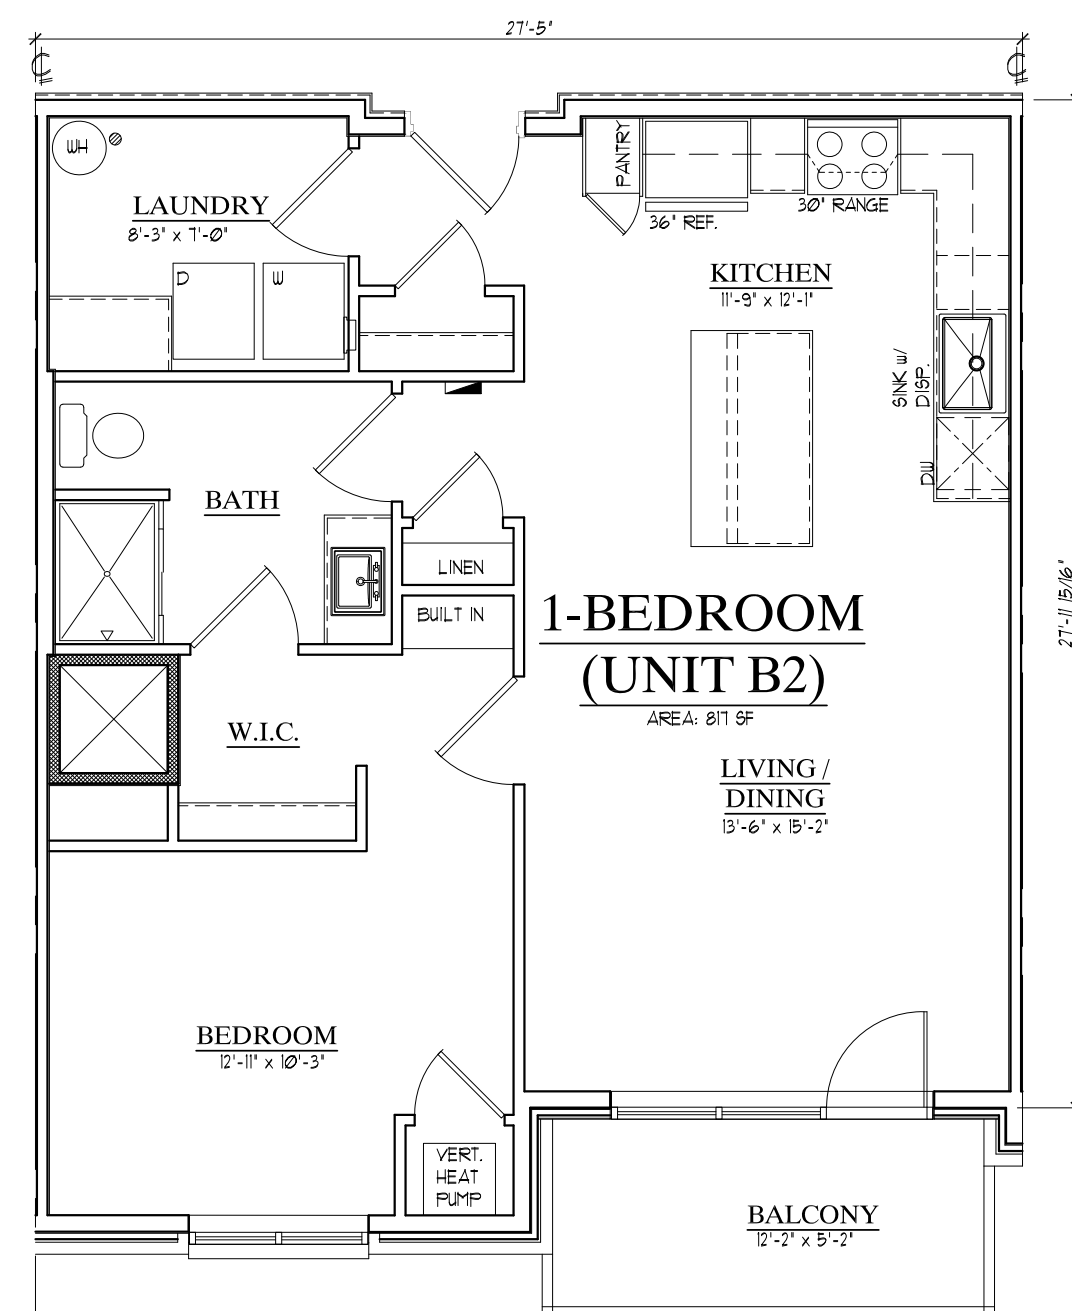 27'-5"
WH
LAUNDRY
8'-3" x 7'-0"
D
W
PANTRY
36" REF.
30" RANGE
KITCHEN
11'-9" x 12'-1"
SINK w/
DISP.
DW
BATH
LINEN
BUILT IN
1-BEDROOM
(UNIT B2)
AREA: 817 SF
27'-11 15/16"
W.I.C.
LIVING /
DINING
13'-6" x 15'-2"
BEDROOM
12'-11" x 10'-3"
VERT.
HEAT
PUMP
BALCONY
12'-2" x 5'-2"